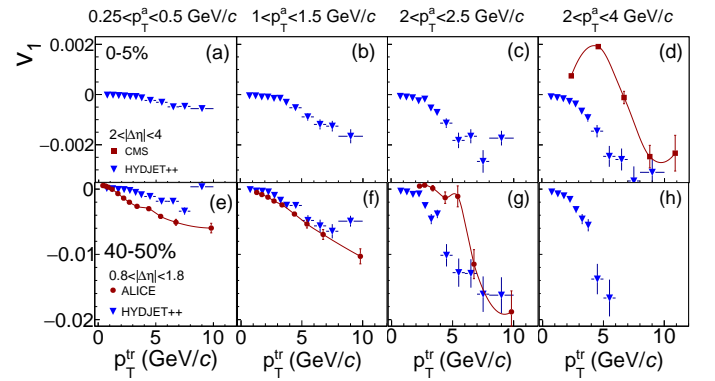 0.25<p_T^a<0.5 GeV/c 1<p_T^a<1.5 GeV/c 2<p_T^a<2.5 GeV/c 2<p_T^a<4 GeV/c
v_1
0.002
0
−0.002
0-5%
(a)
2<|Δη|<4
CMS
HYDJET++
(b)
(c)
(d)
0
−0.01
−0.02
(e)
40-50%
0.8<|Δη|<1.8
ALICE
HYDJET++
(f)
(g)
(h)
0 5 10 0 5 10 0 5 10 0 5 10
p_T^tr (GeV/c) p_T^tr (GeV/c) p_T^tr (GeV/c) p_T^tr (GeV/c)